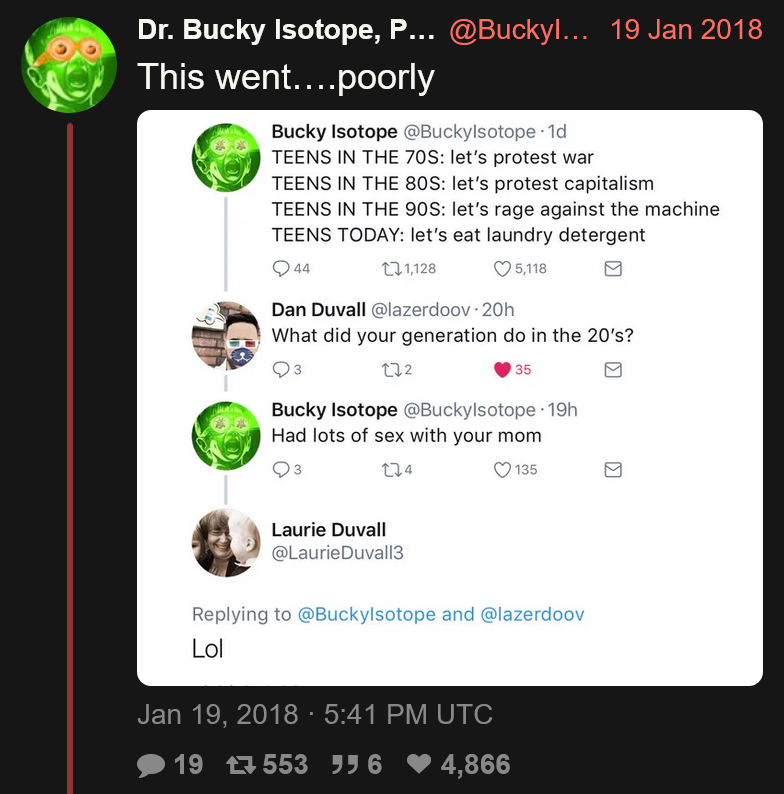 Dr. Bucky Isotope, P... @BuckyI... 19 Jan 2018
This went....poorly
Bucky Isotope @BuckyIsotope · 1d
TEENS IN THE 70S: let's protest war
TEENS IN THE 80S: let's protest capitalism
TEENS IN THE 90S: let's rage against the machine
TEENS TODAY: let's eat laundry detergent
44 1,128 5,118
Dan Duvall @lazerdoov · 20h
What did your generation do in the 20's?
3 2 35
Bucky Isotope @BuckyIsotope · 19h
Had lots of sex with your mom
3 4 135
Laurie Duvall
@LaurieDuvall3
Replying to @BuckyIsotope and @lazerdoov
Lol
Jan 19, 2018 · 5:41 PM UTC
19 553 6 4,866